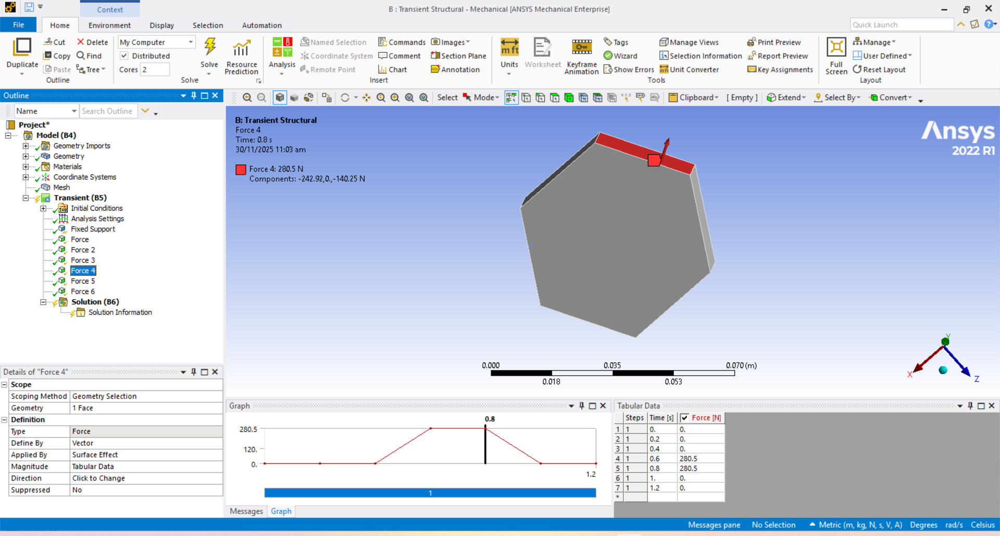 Context
B : Transient Structural - Mechanical [ANSYS Mechanical Enterprise]
File
Home
Environment
Display
Selection
Automation
Quick Launch
Duplicate
Cut
Copy
Paste
Delete
Find
Tree
Outline
My Computer
Distributed
Cores 2
Solve
Resource Prediction
Solve
Analysis
Named Selection
Coordinate System
Remote Point
Commands
Comment
Chart
Images
Section Plane
Annotation
Insert
Units
Worksheet
Keyframe Animation
Tags
Wizard
Show Errors
Manage Views
Selection Information
Unit Converter
Print Preview
Report Preview
Key Assignments
Tools
Full Screen
Manage
User Defined
Reset Layout
Layout
Outline
Name
Search Outline
Project*
Model (B4)
Geometry Imports
Geometry
Materials
Coordinate Systems
Mesh
Transient (B5)
Initial Conditions
Analysis Settings
Fixed Support
Force
Force 2
Force 3
Force 4
Force 5
Force 6
Solution (B6)
Solution Information
Select
Mode
Clipboard
[ Empty ]
Extend
Select By
Convert
B: Transient Structural
Force 4
Time: 0.8 s
30/11/2025 11:03 am
Force 4: 280.5 N
Components: -242.92,0.,-140.25 N
Ansys
2022 R1
0.000
0.035
0.070 (m)
0.018
0.053
Y
X
Z
Details of "Force 4"
Scope
Scoping Method Geometry Selection
Geometry 1 Face
Definition
Type Force
Define By Vector
Applied By Surface Effect
Magnitude Tabular Data
Direction Click to Change
Suppressed No
Graph
0.8
280.5
120.
0.
1.2
1
Messages
Graph
Tabular Data
Steps Time [s] Force [N]
1 1 0. 0.
2 1 0.2 0.
3 1 0.4 0.
4 1 0.6 280.5
5 1 0.8 280.5
6 1 1. 0.
7 1 1.2 0.
*
Messages pane
No Selection
Metric (m, kg, N, s, V, A)
Degrees
rad/s
Celsius